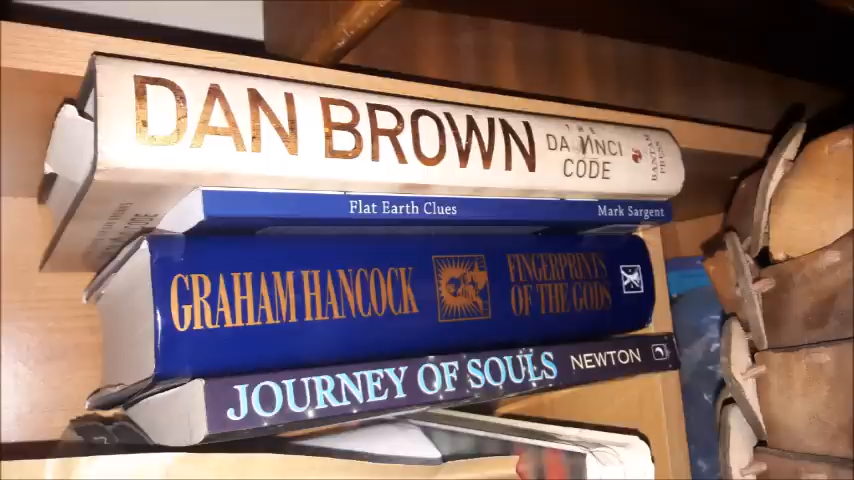 DAN BROWN
THE
DA VINCI
CODE
BANTAM
PRESS
Flat Earth Clues
Mark Sargent
GRAHAM HANCOCK
FINGERPRINTS
OF THE GODS
JOURNEY OF SOULS
NEWTON